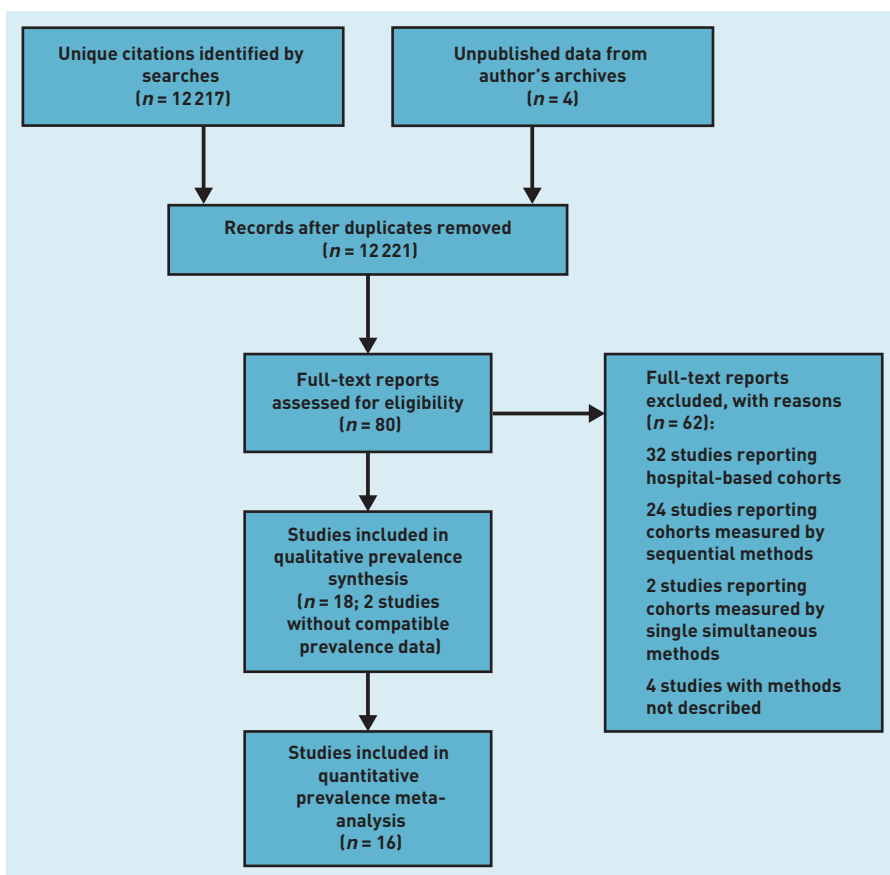 Unique citations identified by
searches
(n = 12 217)
Unpublished data from
author's archives
(n = 4)
Records after duplicates removed
(n = 12 221)
Full-text reports
assessed for eligibility
(n = 80)
Full-text reports
excluded, with reasons
(n = 62):
32 studies reporting
hospital-based cohorts
24 studies reporting
cohorts measured by
sequential methods
2 studies reporting
cohorts measured by
single simultaneous
methods
4 studies with methods
not described
Studies included in
qualitative prevalence
synthesis
(n = 18; 2 studies
without compatible
prevalence data)
Studies included in
quantitative
prevalence meta-
analysis
(n = 16)